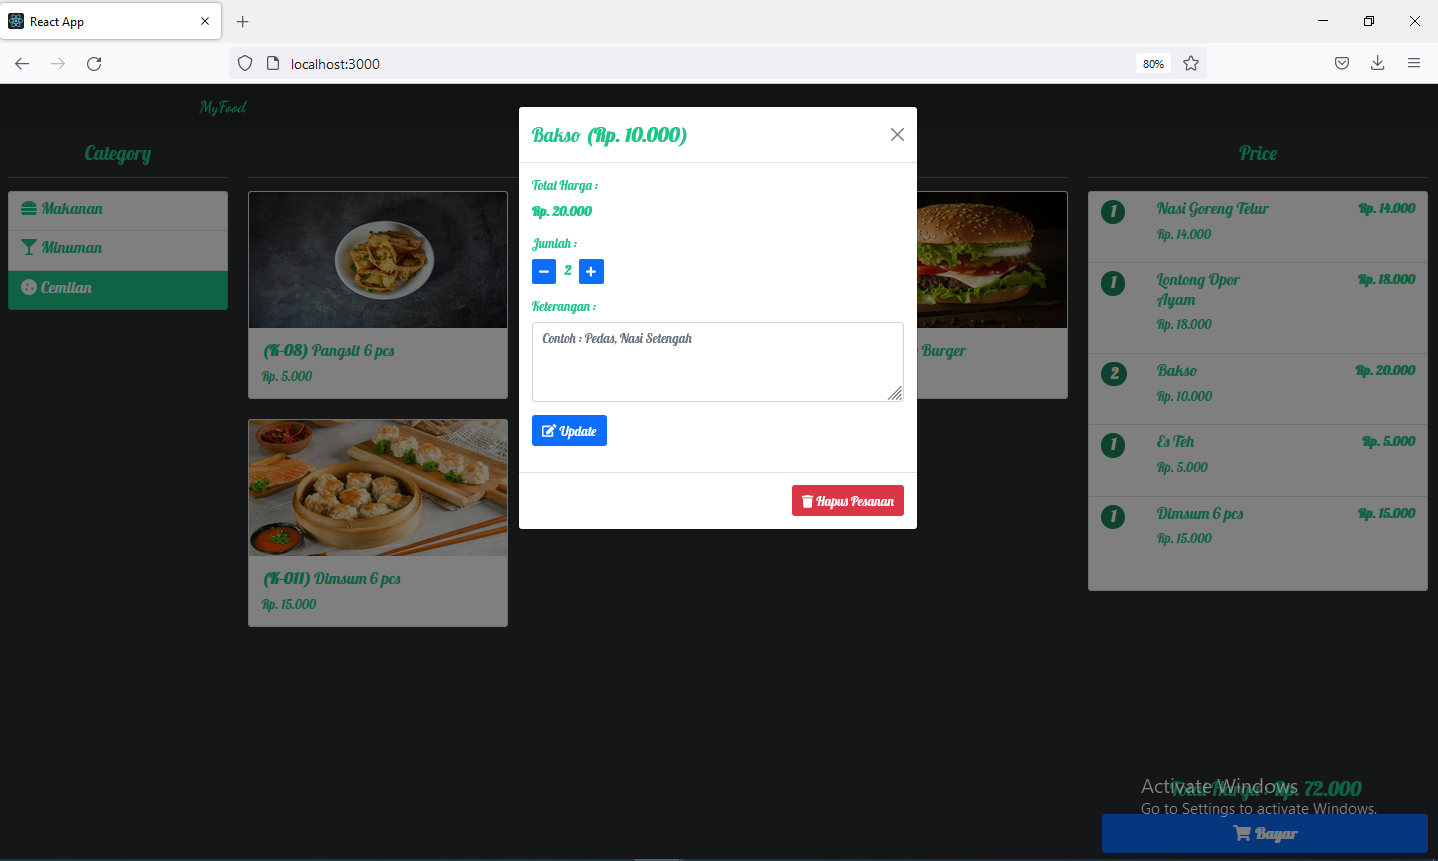 React App
localhost:3000
80%
MyFood
Category
Makanan
Minuman
Cemilan
(K-08) Pangsit 6 pcs
Rp. 5.000
(K-011) Dimsum 6 pcs
Rp. 15.000
Burger
Bakso (Rp. 10.000)
Total Harga :
Rp. 20.000
Jumlah :
2
Keterangan :
Contoh : Pedas, Nasi Setengah
Update
Hapus Pesanan
Price
1 Nasi Goreng Telur Rp. 14.000
Rp. 14.000
1 Lontong Opor Rp. 18.000
Ayam
Rp. 18.000
2 Bakso Rp. 20.000
Rp. 10.000
1 Es Teh Rp. 5.000
Rp. 5.000
1 Dimsum 6 pcs Rp. 15.000
Rp. 15.000
Total Harga : Rp. 72.000
Activate Windows
Go to Settings to activate Windows.
Bayar